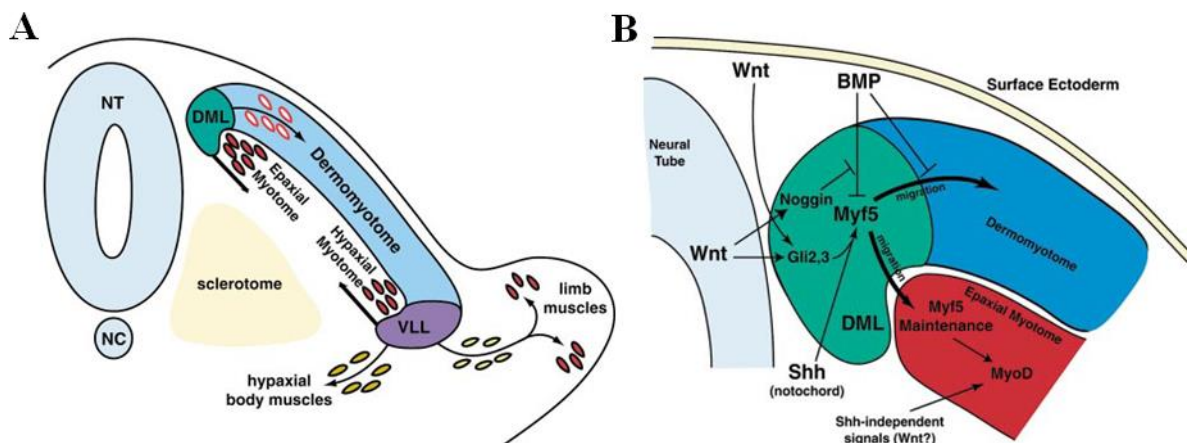 A
NT
DML
Dermomyotome
Epaxial
Myotome
Hypaxial
Myotome
sclerotome
NC
VLL
limb
muscles
hypaxial
body muscles
B
Wnt
BMP
Surface Ectoderm
Neural
Tube
Noggin
Myf5
migration
Wnt
Gli2,3
migration
Dermomyotome
DML
Epaxial Myotome
Myf5
Maintenance
MyoD
Shh
(notochord)
Shh-independent
signals (Wnt?)